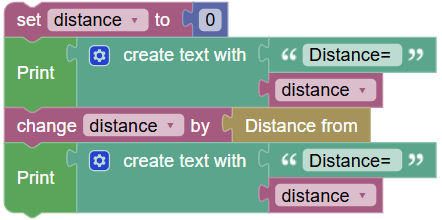 set distance to 0
create text with “ Distance= ”
Print
distance
change distance by Distance from
create text with “ Distance= ”
Print
distance